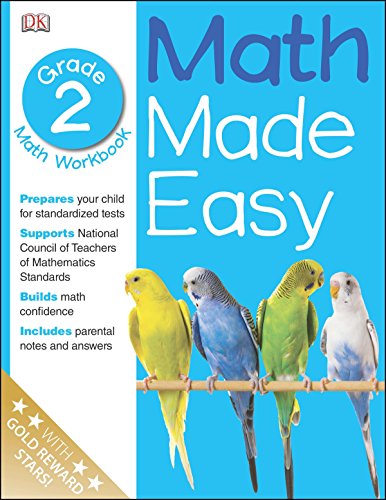 DK
Grade
2
Math Workbook
Math
Made
Easy
Prepares your child
for standardized tests
Supports National
Council of Teachers
of Mathematics
Standards
Builds math
confidence
Includes parental
notes and answers
WITH
GOLD REWARD
STARS!